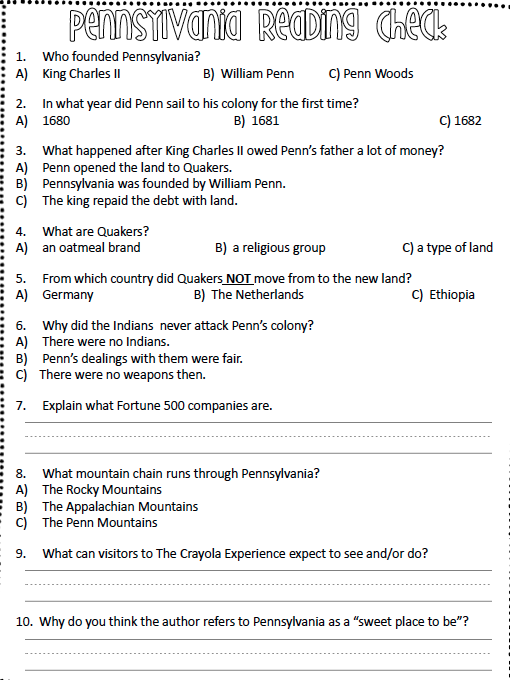 Pennsylvania Reading Check
1. Who founded Pennsylvania?
A) King Charles II B) William Penn C) Penn Woods
2. In what year did Penn sail to his colony for the first time?
A) 1680 B) 1681 C) 1682
3. What happened after King Charles II owed Penn's father a lot of money?
A) Penn opened the land to Quakers.
B) Pennsylvania was founded by William Penn.
C) The king repaid the debt with land.
4. What are Quakers?
A) an oatmeal brand B) a religious group C) a type of land
5. From which country did Quakers NOT move from to the new land?
A) Germany B) The Netherlands C) Ethiopia
6. Why did the Indians never attack Penn's colony?
A) There were no Indians.
B) Penn's dealings with them were fair.
C) There were no weapons then.
7. Explain what Fortune 500 companies are.
8. What mountain chain runs through Pennsylvania?
A) The Rocky Mountains
B) The Appalachian Mountains
C) The Penn Mountains
9. What can visitors to The Crayola Experience expect to see and/or do?
10. Why do you think the author refers to Pennsylvania as a “sweet place to be”?